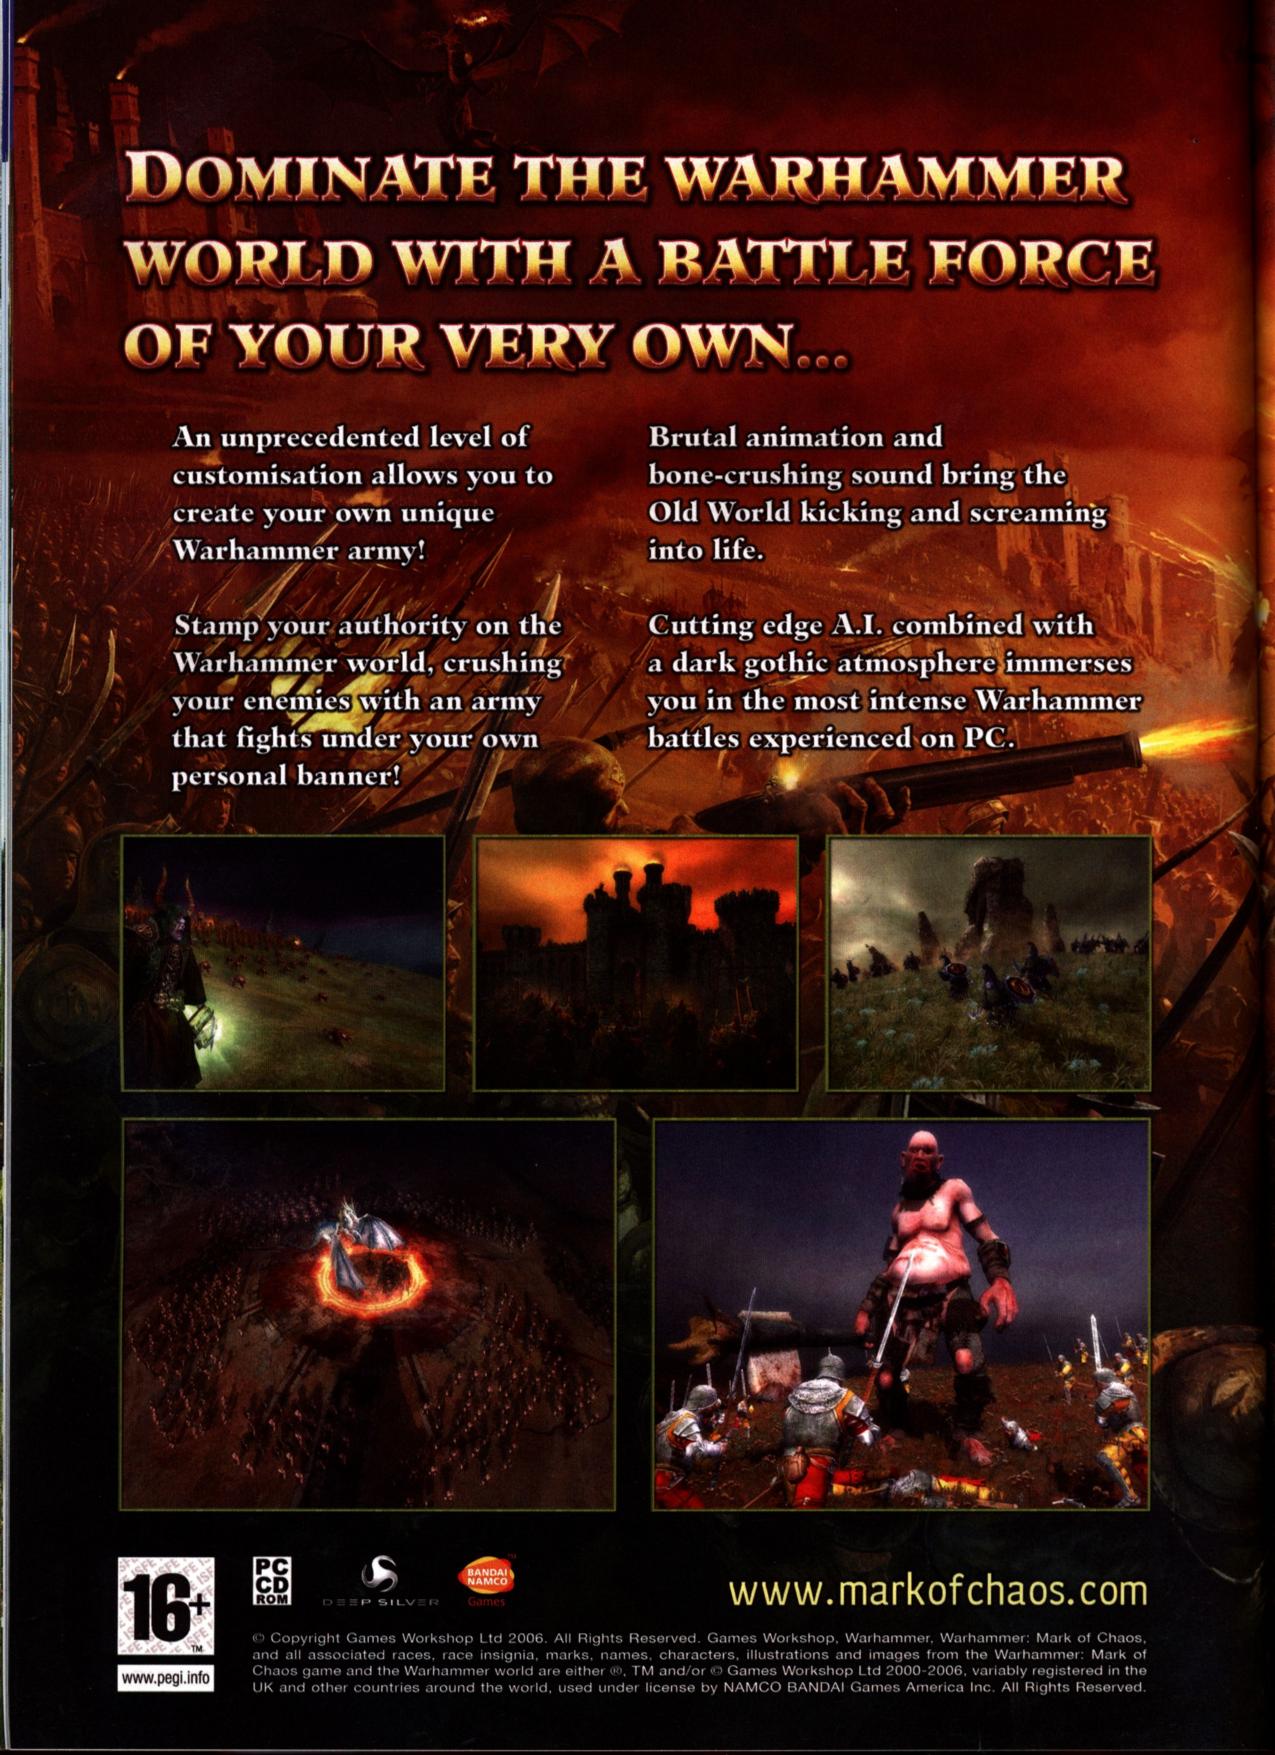 DOMINATE THE WARHAMMER
WORLD WITH A BATTLE FORCE
OF YOUR VERY OWN...
An unprecedented level of
customisation allows you to
create your own unique
Warhammer army!
Stamp your authority on the
Warhammer world, crushing
your enemies with an army
that fights under your own
personal banner!
Brutal animation and
bone-crushing sound bring the
Old World kicking and screaming
into life.
Cutting edge A.I. combined with
a dark gothic atmosphere immerses
you in the most intense Warhammer
battles experienced on PC.
16+
TM
www.pegi.info
PC
CD
ROM
DEEP SILVER
BANDAI
NAMCO
Games
www.markofchaos.com
© Copyright Games Workshop Ltd 2006. All Rights Reserved. Games Workshop, Warhammer, Warhammer: Mark of Chaos,
and all associated races, race insignia, marks, names, characters, illustrations and images from the Warhammer: Mark of
Chaos game and the Warhammer world are either ®, TM and/or © Games Workshop Ltd 2000-2006, variably registered in the
UK and other countries around the world, used under license by NAMCO BANDAI Games America Inc. All Rights Reserved.